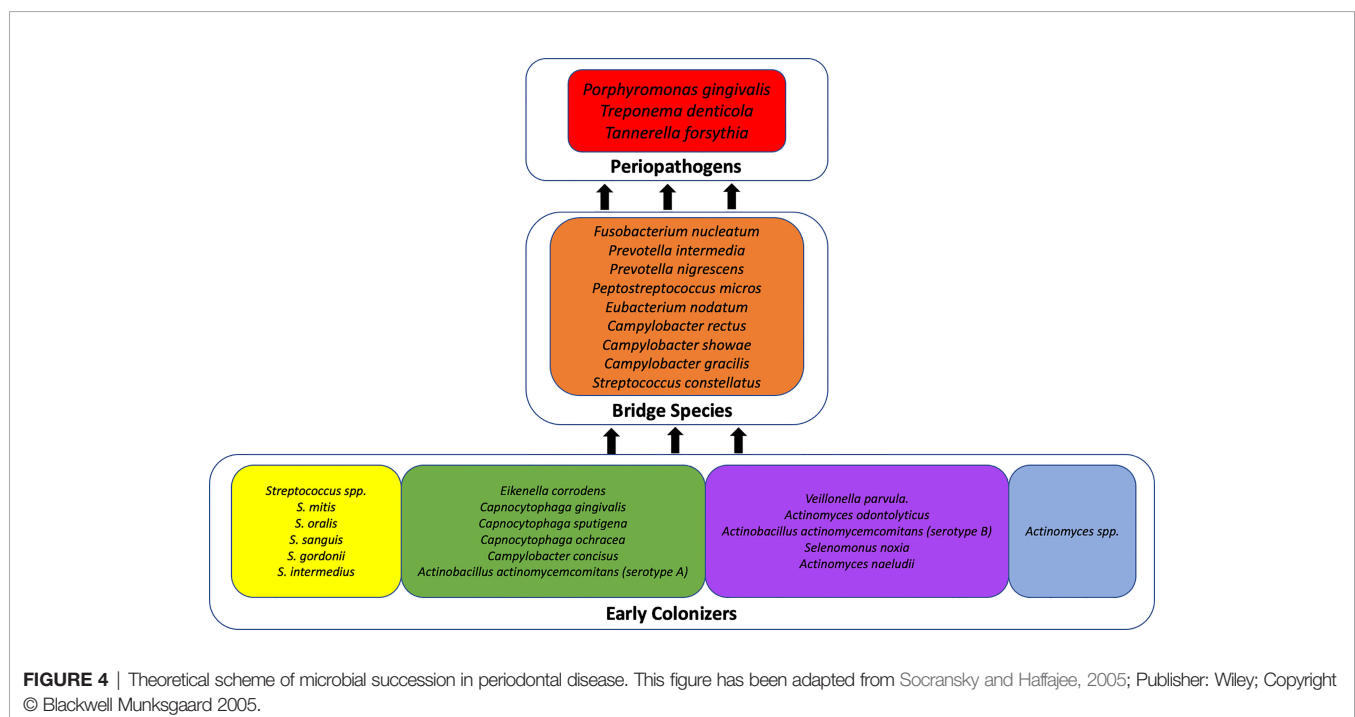 Porphyromonas gingivalis
Treponema denticola
Tannerella forsythia
Periopathogens
Fusobacterium nucleatum
Prevotella intermedia
Prevotella nigrescens
Peptostreptococcus micros
Eubacterium nodatum
Campylobacter rectus
Campylobacter showae
Campylobacter gracilis
Streptococcus constellatus
Bridge Species
Streptococcus spp.
S. mitis
S. oralis
S. sanguis
S. gordonii
S. intermedius
Eikenella corrodens
Capnocytophaga gingivalis
Capnocytophaga sputigena
Capnocytophaga ochracea
Campylobacter concisus
Actinobacillus actinomycemcomitans (serotype A)
Veillonella parvula.
Actinomyces odontolyticus
Actinobacillus actinomycemcomitans (serotype B)
Selenomonus noxia
Actinomyces naeludii
Actinomyces spp.
Early Colonizers
FIGURE 4 | Theoretical scheme of microbial succession in periodontal disease. This figure has been adapted from Socransky and Haffajee, 2005; Publisher: Wiley; Copyright
© Blackwell Munksgaard 2005.